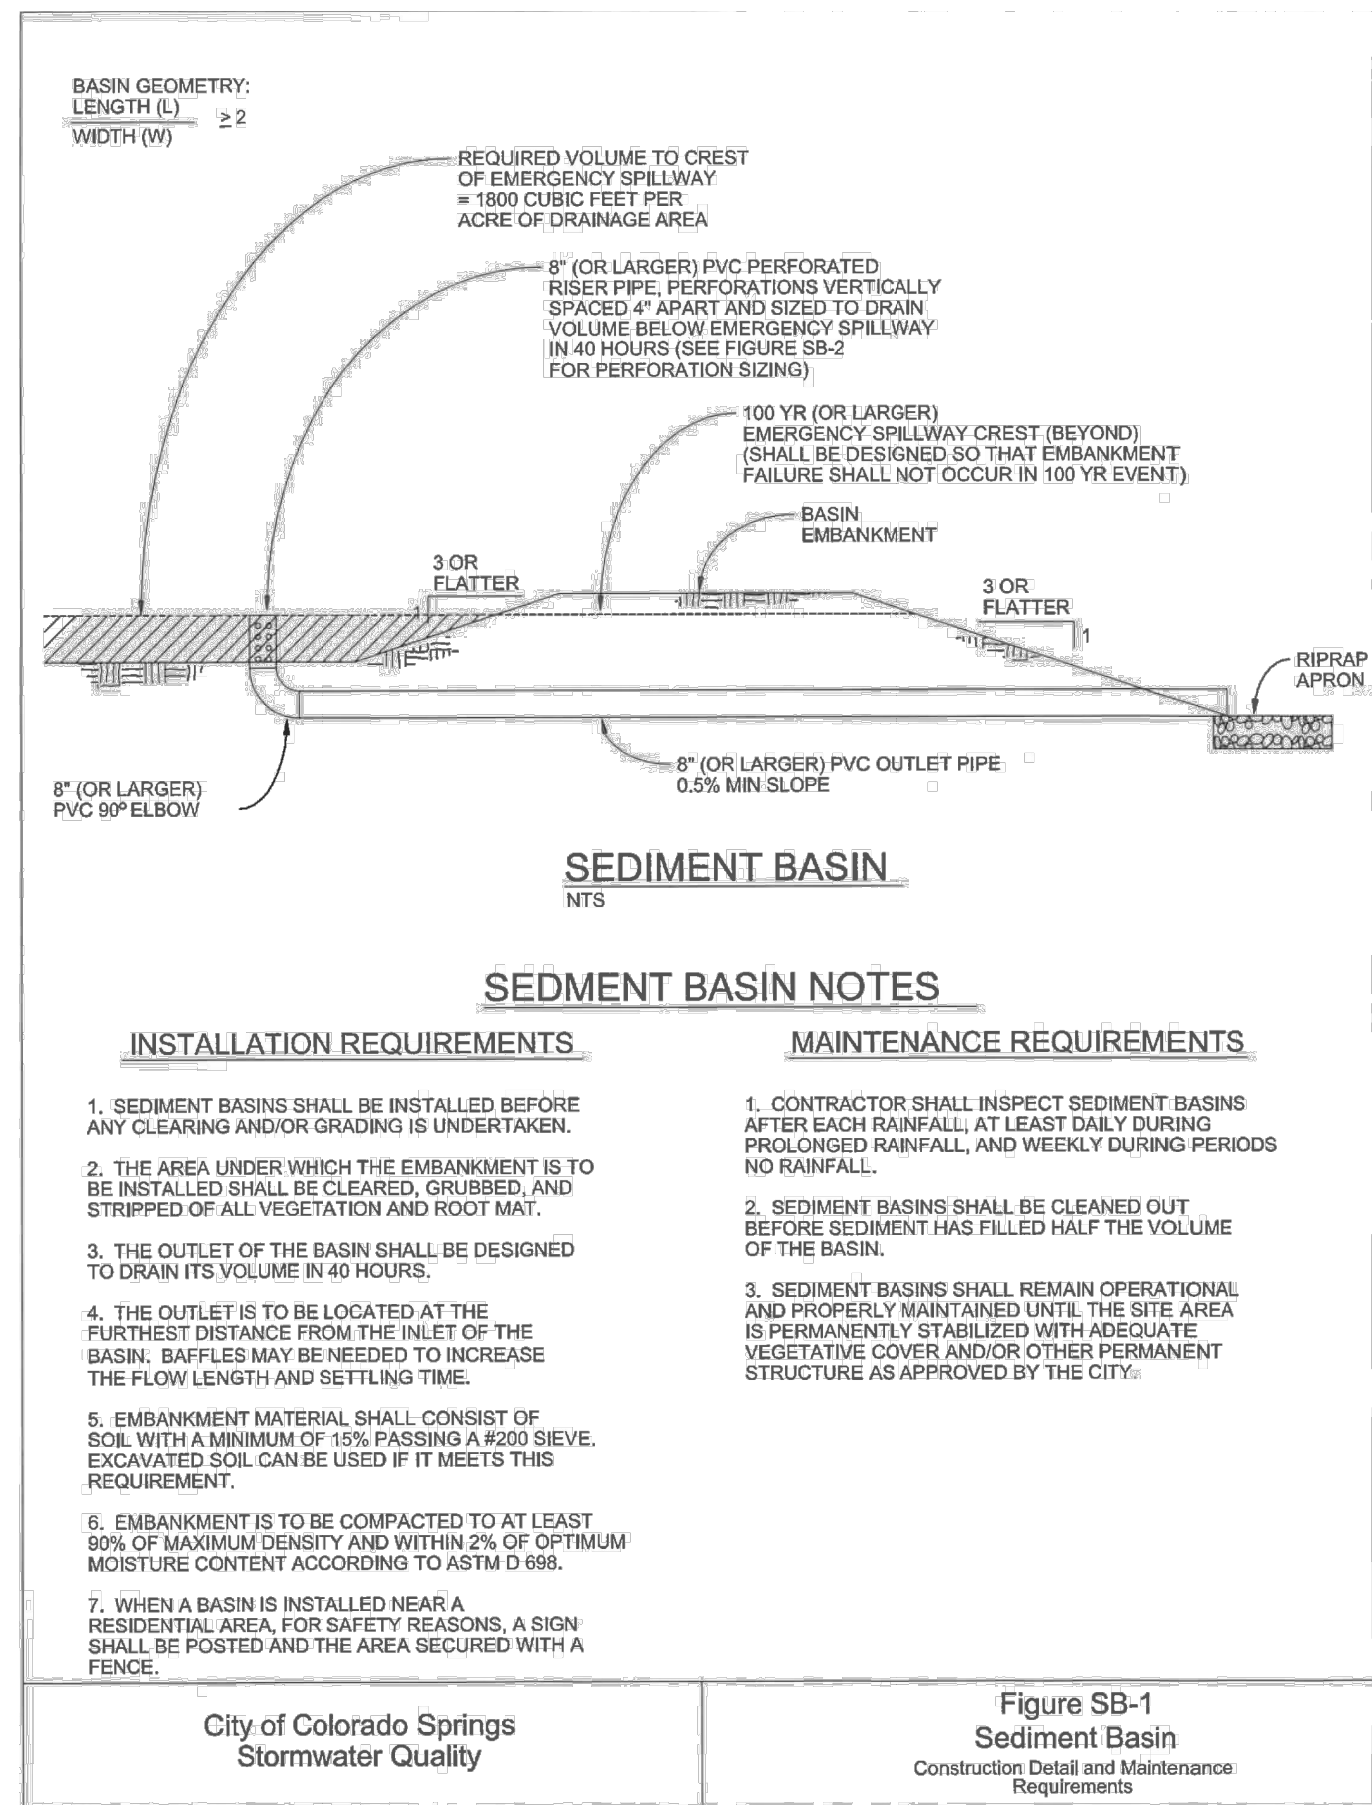 BASIN GEOMETRY:
LENGTH (L)
≥ 2
WIDTH (W)
REQUIRED VOLUME TO CREST
OF EMERGENCY SPILLWAY
= 1800 CUBIC FEET PER
ACRE OF DRAINAGE AREA
8" (OR LARGER) PVC PERFORATED
RISER PIPE, PERFORATIONS VERTICALLY
SPACED 4" APART AND SIZED TO DRAIN
VOLUME BELOW EMERGENCY SPILLWAY
IN 40 HOURS (SEE FIGURE SB-2
FOR PERFORATION SIZING)
100 YR (OR LARGER)
EMERGENCY SPILLWAY CREST (BEYOND)
(SHALL BE DESIGNED SO THAT EMBANKMENT
FAILURE SHALL NOT OCCUR IN 100 YR EVENT)
BASIN
EMBANKMENT
3 OR
FLATTER
1
3 OR
FLATTER
1
RIPRAP
APRON
8" (OR LARGER) PVC OUTLET PIPE
0.5% MIN SLOPE
8" (OR LARGER)
PVC 90º ELBOW
SEDIMENT BASIN
NTS
SEDMENT BASIN NOTES
INSTALLATION REQUIREMENTS
1. SEDIMENT BASINS SHALL BE INSTALLED BEFORE
ANY CLEARING AND/OR GRADING IS UNDERTAKEN.
2. THE AREA UNDER WHICH THE EMBANKMENT IS TO
BE INSTALLED SHALL BE CLEARED, GRUBBED, AND
STRIPPED OF ALL VEGETATION AND ROOT MAT.
3. THE OUTLET OF THE BASIN SHALL BE DESIGNED
TO DRAIN ITS VOLUME IN 40 HOURS.
4. THE OUTLET IS TO BE LOCATED AT THE
FURTHEST DISTANCE FROM THE INLET OF THE
BASIN. BAFFLES MAY BE NEEDED TO INCREASE
THE FLOW LENGTH AND SETTLING TIME.
5. EMBANKMENT MATERIAL SHALL CONSIST OF
SOIL WITH A MINIMUM OF 15% PASSING A #200 SIEVE.
EXCAVATED SOIL CAN BE USED IF IT MEETS THIS
REQUIREMENT.
6. EMBANKMENT IS TO BE COMPACTED TO AT LEAST
90% OF MAXIMUM DENSITY AND WITHIN 2% OF OPTIMUM
MOISTURE CONTENT ACCORDING TO ASTM D 698.
7. WHEN A BASIN IS INSTALLED NEAR A
RESIDENTIAL AREA, FOR SAFETY REASONS, A SIGN
SHALL BE POSTED AND THE AREA SECURED WITH A
FENCE.
MAINTENANCE REQUIREMENTS
1. CONTRACTOR SHALL INSPECT SEDIMENT BASINS
AFTER EACH RAINFALL, AT LEAST DAILY DURING
PROLONGED RAINFALL, AND WEEKLY DURING PERIODS
NO RAINFALL.
2. SEDIMENT BASINS SHALL BE CLEANED OUT
BEFORE SEDIMENT HAS FILLED HALF THE VOLUME
OF THE BASIN.
3. SEDIMENT BASINS SHALL REMAIN OPERATIONAL
AND PROPERLY MAINTAINED UNTIL THE SITE AREA
IS PERMANENTLY STABILIZED WITH ADEQUATE
VEGETATIVE COVER AND/OR OTHER PERMANENT
STRUCTURE AS APPROVED BY THE CITY.
City of Colorado Springs
Stormwater Quality
Figure SB-1
Sediment Basin
Construction Detail and Maintenance
Requirements